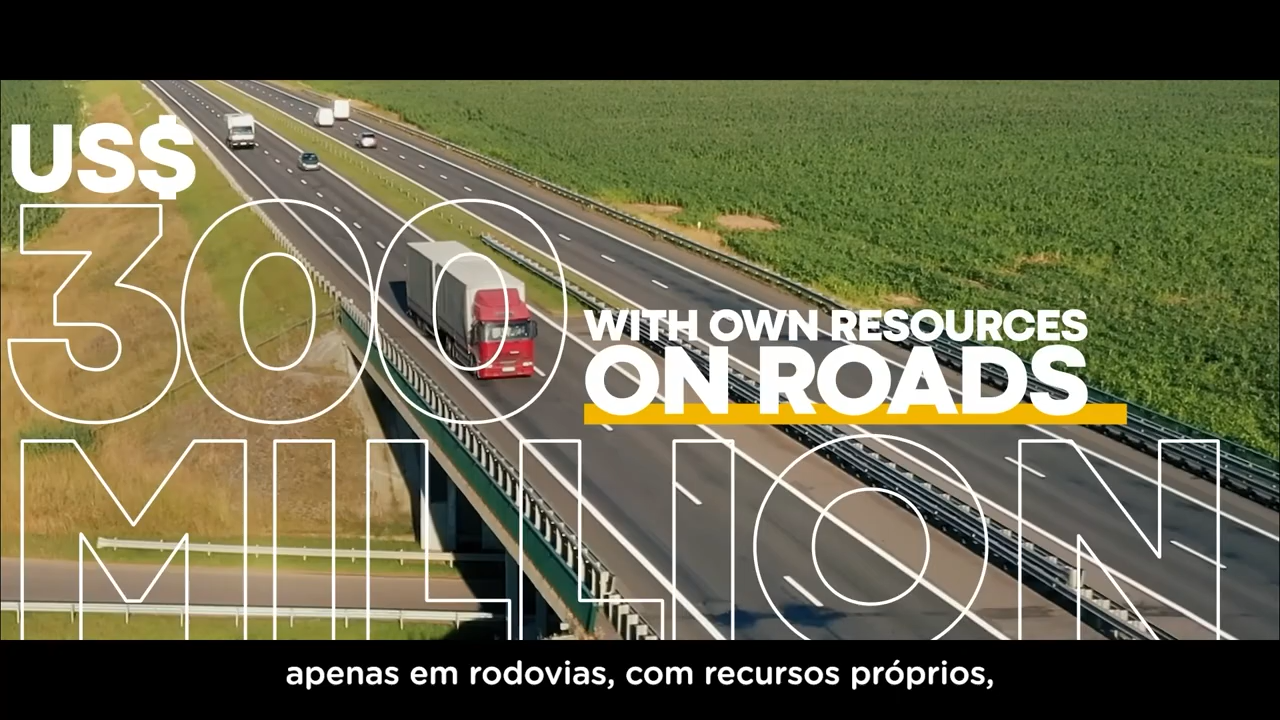 US$
300
MILLION
WITH OWN RESOURCES
ON ROADS
apenas em rodovias, com recursos próprios,